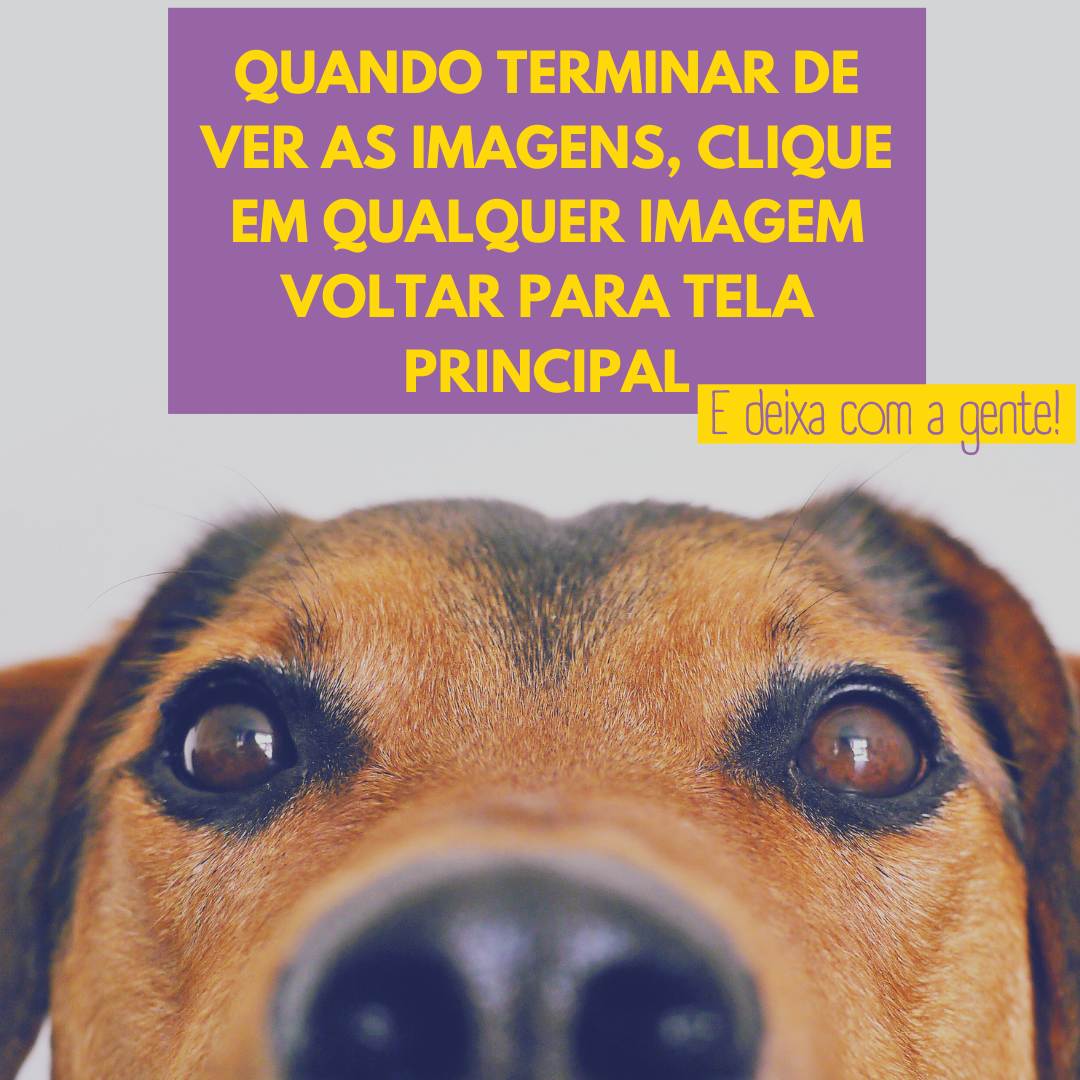 QUANDO TERMINAR DE
VER AS IMAGENS, CLIQUE
EM QUALQUER IMAGEM
VOLTAR PARA TELA
PRINCIPAL
E deixa com a gente!